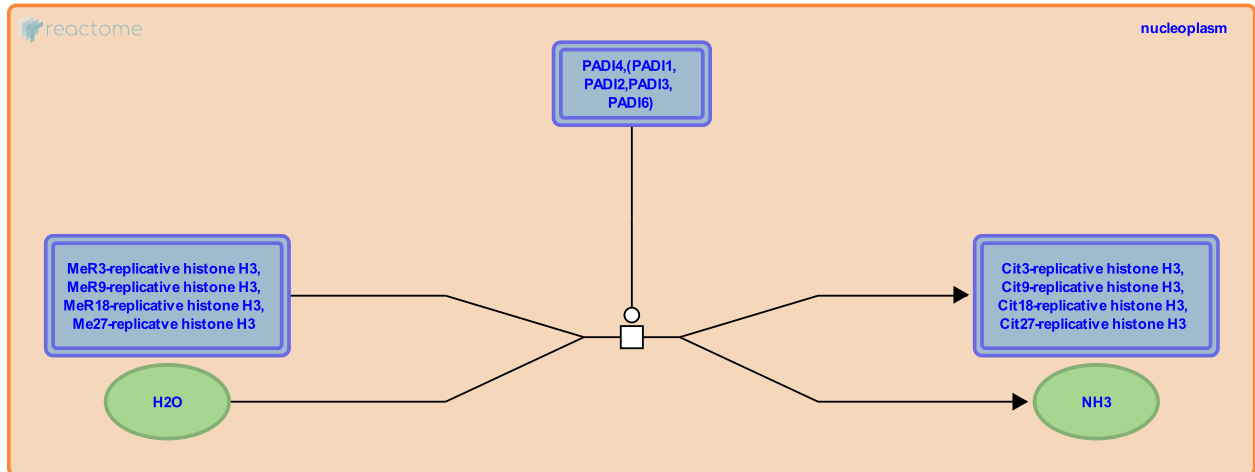 reactome
nucleoplasm
PADI4,(PADI1,
PADI2,PADI3,
PADI6)
MeR3-replicative histone H3,
MeR9-replicative histone H3,
MeR18-replicative histone H3,
Me27-replicatve histone H3
Cit3-replicative histone H3,
Cit9-replicative histone H3,
Cit18-replicative histone H3,
Cit27-replicative histone H3
H2O
NH3